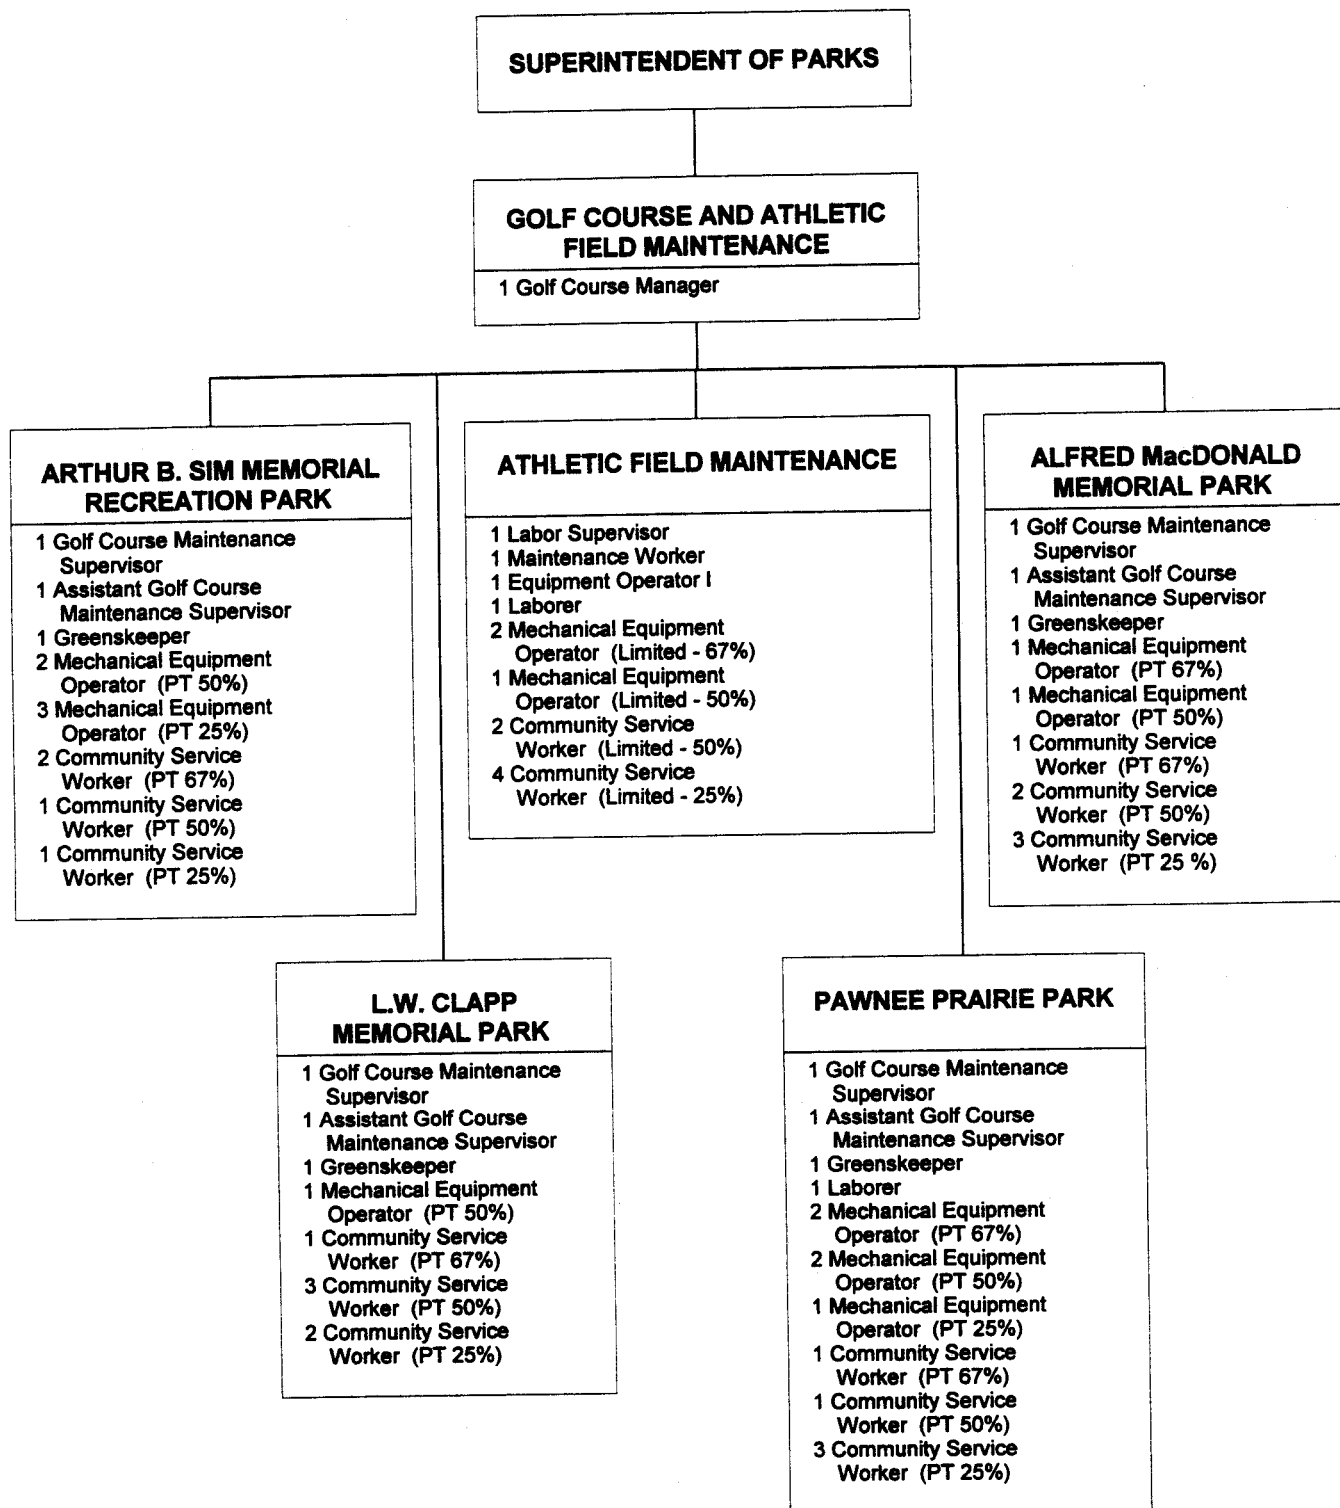 SUPERINTENDENT OF PARKS
GOLF COURSE AND ATHLETIC
FIELD MAINTENANCE
1 Golf Course Manager
ARTHUR B. SIM MEMORIAL
RECREATION PARK
1 Golf Course Maintenance
Supervisor
1 Assistant Golf Course
Maintenance Supervisor
1 Greenskeeper
2 Mechanical Equipment
Operator (PT 50%)
3 Mechanical Equipment
Operator (PT 25%)
2 Community Service
Worker (PT 67%)
1 Community Service
Worker (PT 50%)
1 Community Service
Worker (PT 25%)
ATHLETIC FIELD MAINTENANCE
1 Labor Supervisor
1 Maintenance Worker
1 Equipment Operator I
1 Laborer
2 Mechanical Equipment
Operator (Limited - 67%)
1 Mechanical Equipment
Operator (Limited - 50%)
2 Community Service
Worker (Limited - 50%)
4 Community Service
Worker (Limited - 25%)
ALFRED MacDONALD
MEMORIAL PARK
1 Golf Course Maintenance
Supervisor
1 Assistant Golf Course
Maintenance Supervisor
1 Greenskeeper
1 Mechanical Equipment
Operator (PT 67%)
1 Mechanical Equipment
Operator (PT 50%)
1 Community Service
Worker (PT 67%)
2 Community Service
Worker (PT 50%)
3 Community Service
Worker (PT 25 %)
L.W. CLAPP
MEMORIAL PARK
1 Golf Course Maintenance
Supervisor
1 Assistant Golf Course
Maintenance Supervisor
1 Greenskeeper
1 Mechanical Equipment
Operator (PT 50%)
1 Community Service
Worker (PT 67%)
3 Community Service
Worker (PT 50%)
2 Community Service
Worker (PT 25%)
PAWNEE PRAIRIE PARK
1 Golf Course Maintenance
Supervisor
1 Assistant Golf Course
Maintenance Supervisor
1 Greenskeeper
1 Laborer
2 Mechanical Equipment
Operator (PT 67%)
2 Mechanical Equipment
Operator (PT 50%)
1 Mechanical Equipment
Operator (PT 25%)
1 Community Service
Worker (PT 67%)
1 Community Service
Worker (PT 50%)
3 Community Service
Worker (PT 25%)